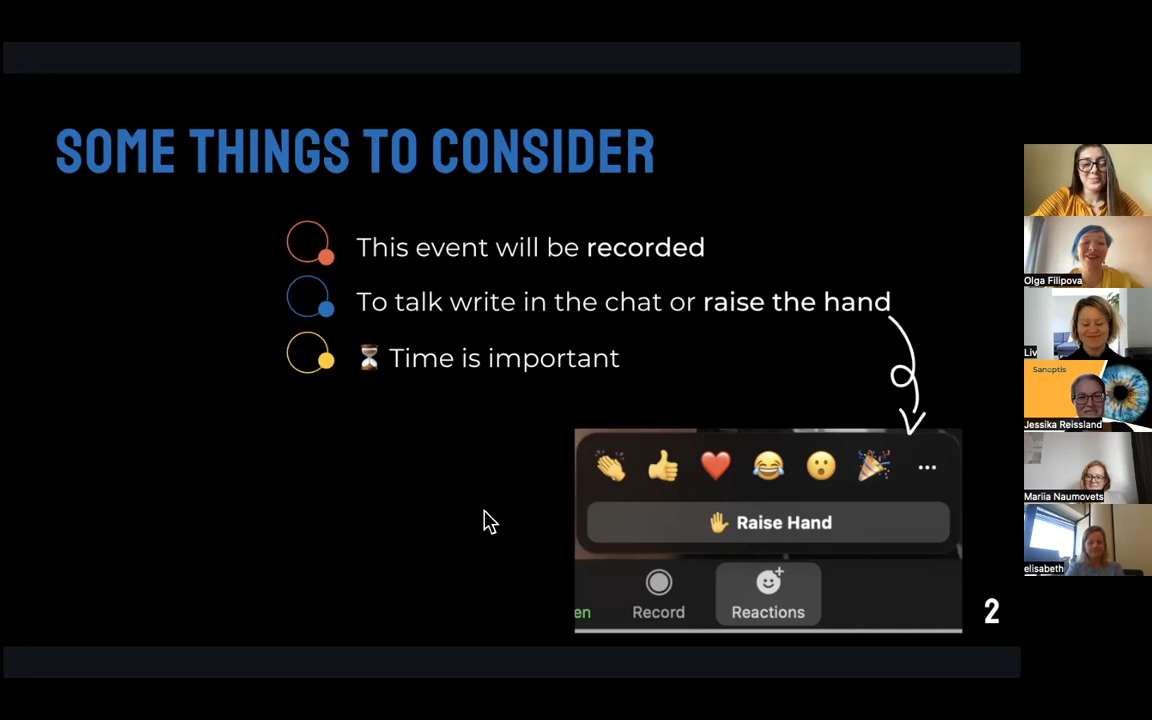 SOME THINGS TO CONSIDER
This event will be recorded
To talk write in the chat or raise the hand
⏳ Time is important
Raise Hand
en
Record
Reactions
2
Olga Filipova
Liv
Sanoptis
Jessika Reissland
Mariia Naumovets
elisabeth